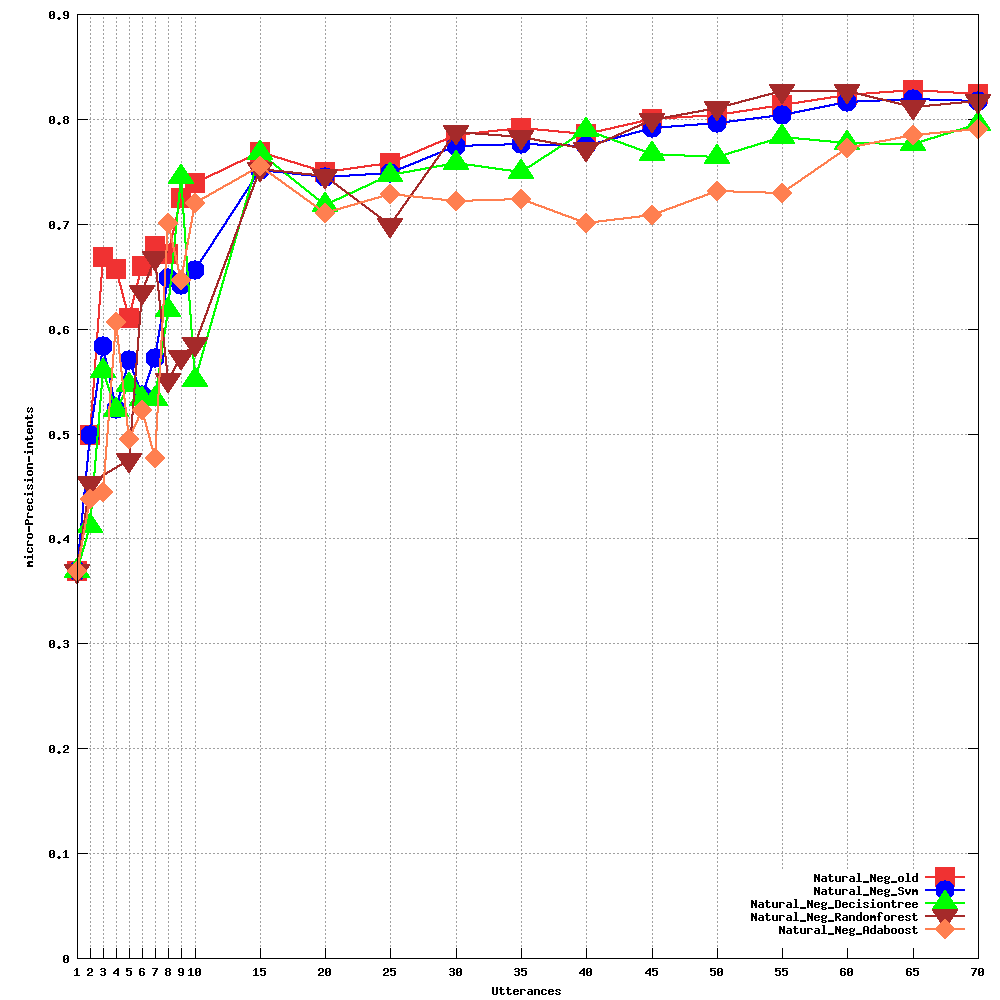 0.9
0.8
0.7
0.6
0.5
0.4
0.3
0.2
0.1
0
micro-Precision-intents
Natural_Neg_old
Natural_Neg_Svm
Natural_Neg_Decisiontree
Natural_Neg_Randomforest
Natural_Neg_Adaboost
1 2 3 4 5 6 7 8 9 10 15 20 25 30 35 40 45 50 55 60 65 70
Utterances